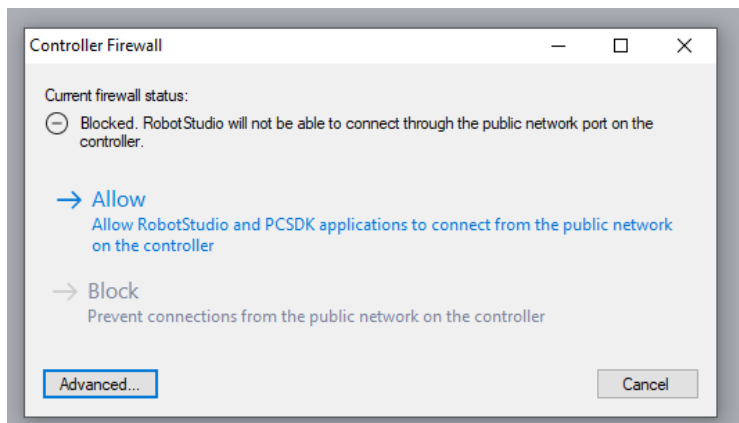 Controller Firewall
Current firewall status:
Blocked. RobotStudio will not be able to connect through the public network port on the
controller.
Allow
Allow RobotStudio and PCSDK applications to connect from the public network
on the controller
Block
Prevent connections from the public network on the controller
Advanced...
Cancel